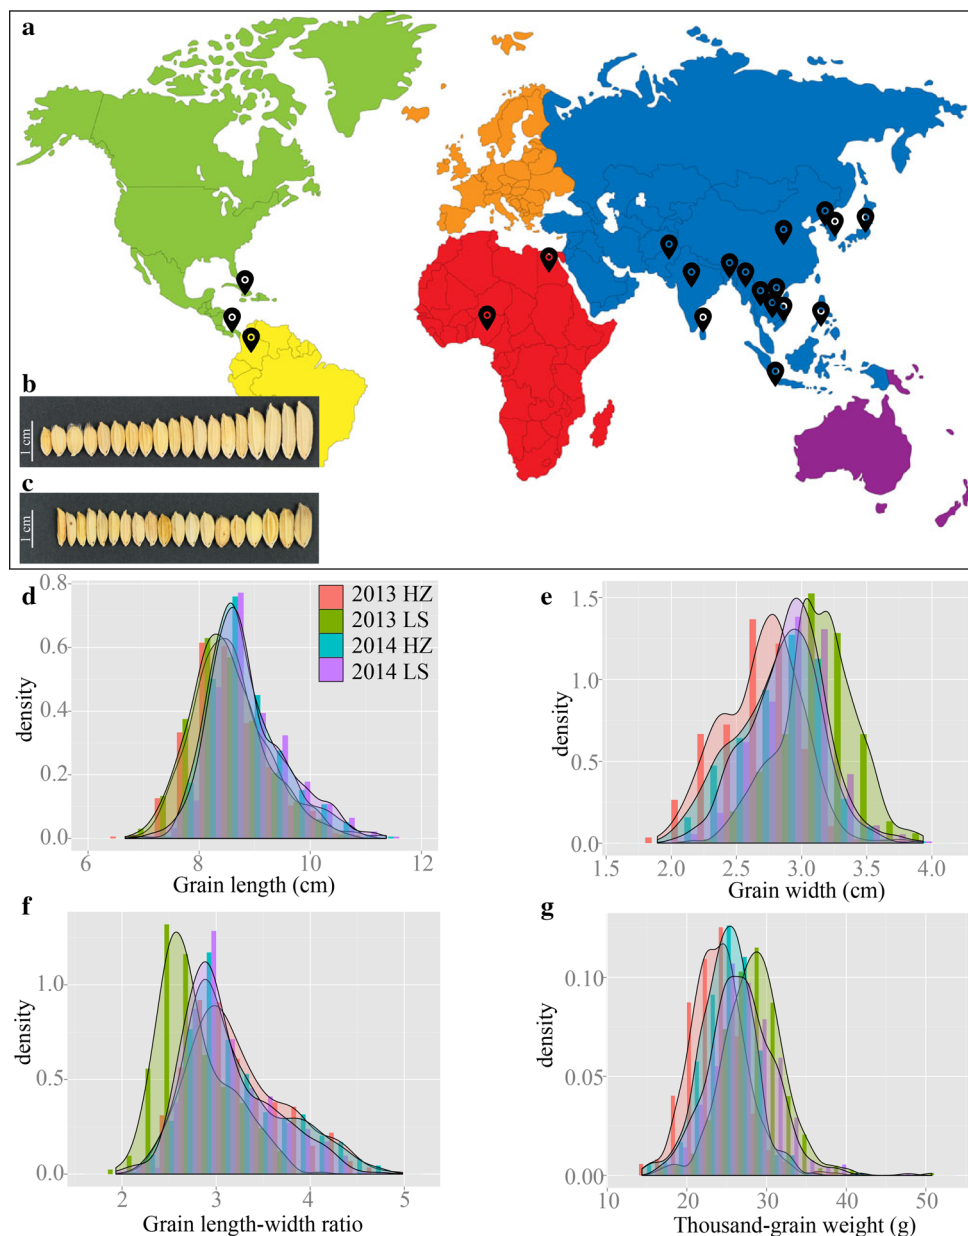 a
b
1 cm
c
1 cm
d
2013 HZ
2013 LS
2014 HZ
2014 LS
density
0.8
0.6
0.4
0.2
0.0
6 8 10 12
Grain length (cm)
e
density
1.5
1.0
0.5
0.0
1.5 2.0 2.5 3.0 3.5 4.0
Grain width (cm)
f
density
1.0
0.5
0.0
2 3 4 5
Grain length-width ratio
g
density
0.10
0.05
0.00
10 20 30 40 50
Thousand-grain weight (g)